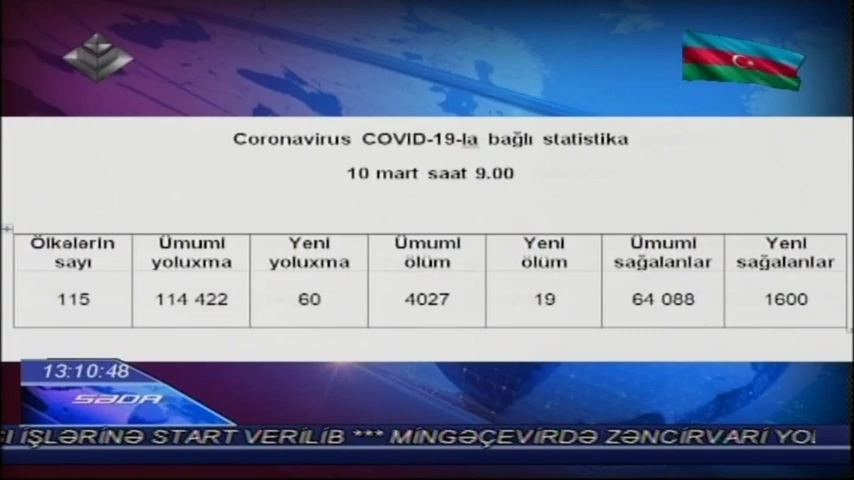 Coronavirus COVID-19-la bağlı statistika
10 mart saat 9.00
Ölkələrin sayı Ümumi yoluxma Yeni yoluxma Ümumi ölüm Yeni ölüm Ümumi sağalanlar Yeni sağalanlar
115 114 422 60 4027 19 64 088 1600
13:10:48
SƏDA
İŞLƏRİNƏ START VERİLİB *** MİNGƏÇEVİRDƏ ZƏNCİRVARİ